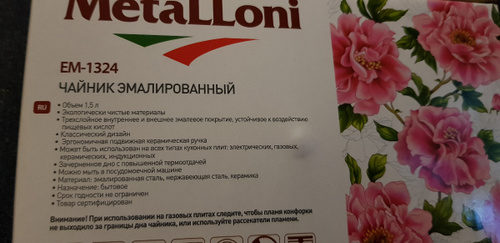 MetaLLoni
EM-1324
ЧАЙНИК ЭМАЛИРОВАННЫЙ
RU
• Объем 1,5 л
• Экологически чистые материалы
• Трехслойное внутреннее и внешнее эмалевое покрытие, устойчивое к воздействию
пищевых кислот
• Классический дизайн
• Эргономичная подвижная керамическая ручка
• Может быть использован на всех типах кухонных плит: электрических, газовых,
керамических, индукционных
• Зачерненное дно с повышенной термоотдачей
• Можно мыть в посудомоечной машине
• Материал: эмалированная сталь, нержавеющая сталь, керамика
• Назначение: бытовое
• Срок годности не ограничен
• Товар сертифицирован
Внимание! При использовании на газовых плитах следите, чтобы пламя конфорки
не выходило за границы дна чайника, или используйте рассекатели пламени.